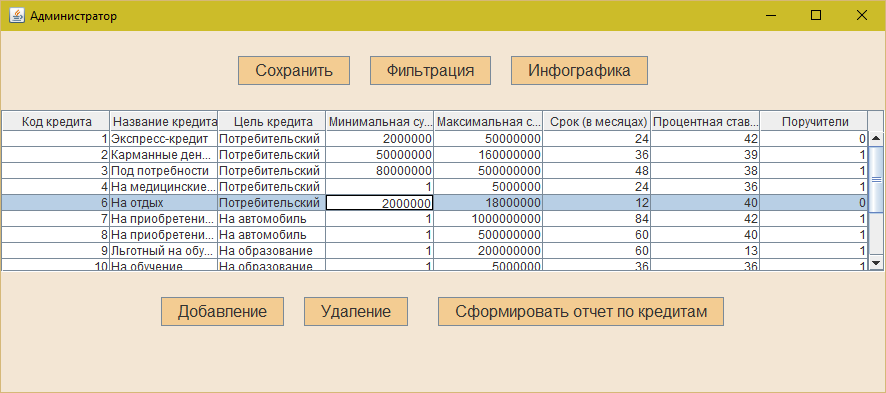 Администратор
Сохранить Фильтрация Инфографика
Код кредита Название кредита Цель кредита Минимальная су... Максимальная с... Срок (в месяцах) Процентная став... Поручители
1 Экспресс-кредит Потребительский 2000000 50000000 24 42 0
2 Карманные ден... Потребительский 50000000 160000000 36 39 1
3 Под потребности Потребительский 80000000 500000000 48 38 1
4 На медицинские... Потребительский 1 5000000 24 36 1
6 На отдых Потребительский 2000000 18000000 12 40 0
7 На приобретени... На автомобиль 1 1000000000 84 42 1
8 На приобретени... На автомобиль 1 500000000 60 40 1
9 Льготный на обу... На образование 1 200000000 60 13 1
10 На обучение На образование 1 5000000 36 36 1
Добавление Удаление Сформировать отчет по кредитам